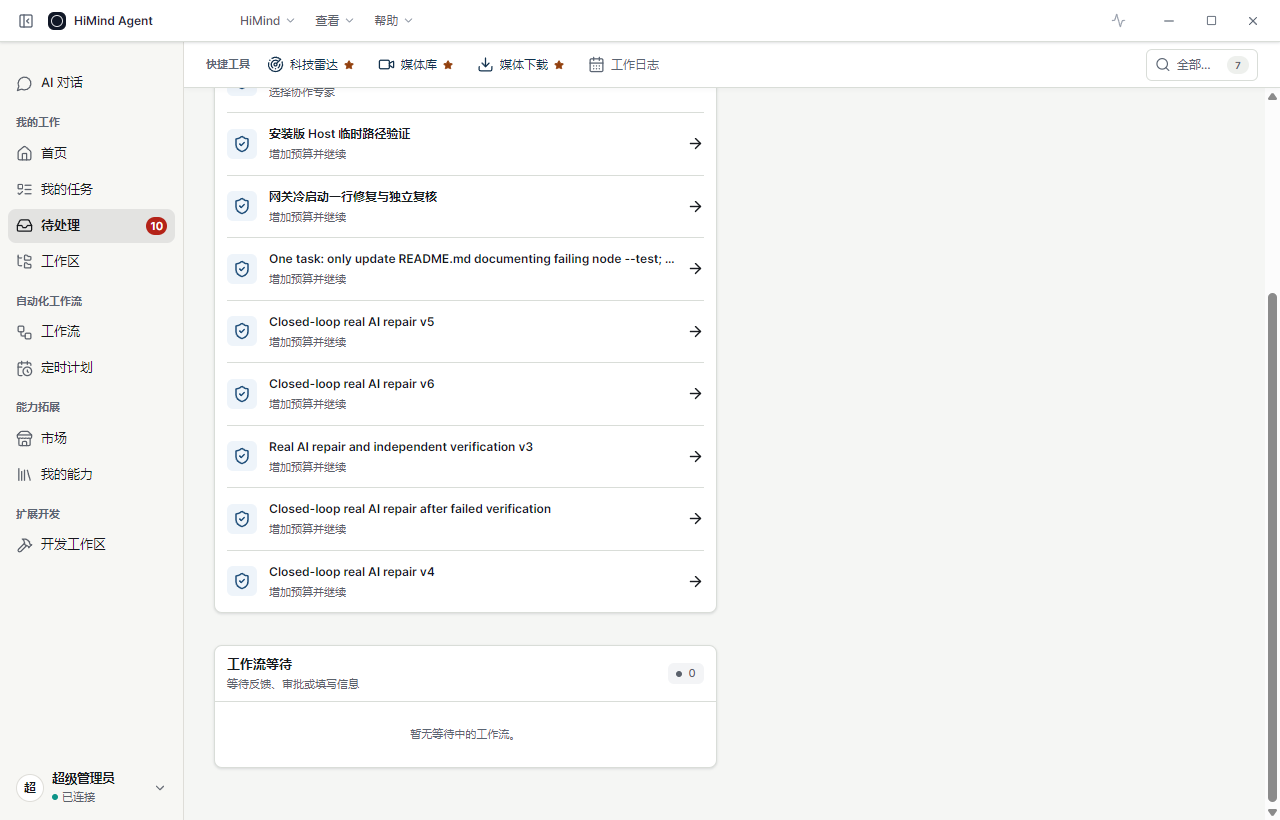 HiMind Agent
HiMind
查看
帮助
AI 对话
我的工作
首页
我的任务
待处理
10
工作区
自动化工作流
工作流
定时计划
能力拓展
市场
我的能力
扩展开发
开发工作区
超
超级管理员
已连接
快捷工具
科技雷达
媒体库
媒体下载
工作日志
全部...
7
选择协作专家
安装版 Host 临时路径验证
增加预算并继续
网关冷启动一行修复与独立复核
增加预算并继续
One task: only update README.md documenting failing node --test; ...
增加预算并继续
Closed-loop real AI repair v5
增加预算并继续
Closed-loop real AI repair v6
增加预算并继续
Real AI repair and independent verification v3
增加预算并继续
Closed-loop real AI repair after failed verification
增加预算并继续
Closed-loop real AI repair v4
增加预算并继续
工作流等待
等待反馈、审批或填写信息
0
暂无等待中的工作流。